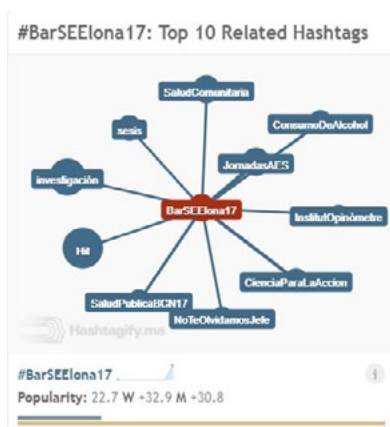 #BarSEElona17: Top 10 Related Hashtags
SaludComunitaria
sesis
ConsumoDeAlcohol
JornadasAES
investigación
BarSEElona17
InstitutOpinòmetre
Hil
CienciaParaLaAccion
SaludPublicaBCN17
NoTeOlvidamosJefe
Hashtagify.me
#BarSEElona17
Popularity: 22.7 W +32.9 M +30.8